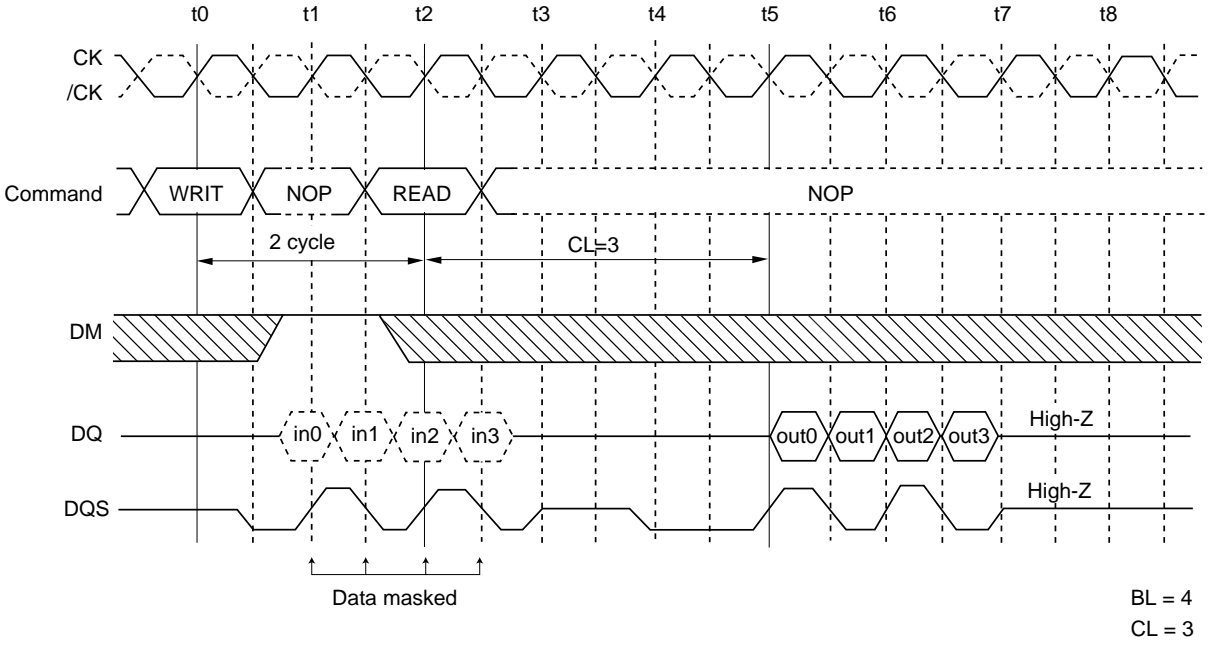 t0 t1 t2 t3 t4 t5 t6 t7 t8
CK
/CK
Command WRIT NOP READ NOP
2 cycle CL=3
DM
DQ in0 in1 in2 in3 out0 out1 out2 out3 High-Z
DQS High-Z
Data masked
BL = 4
CL = 3